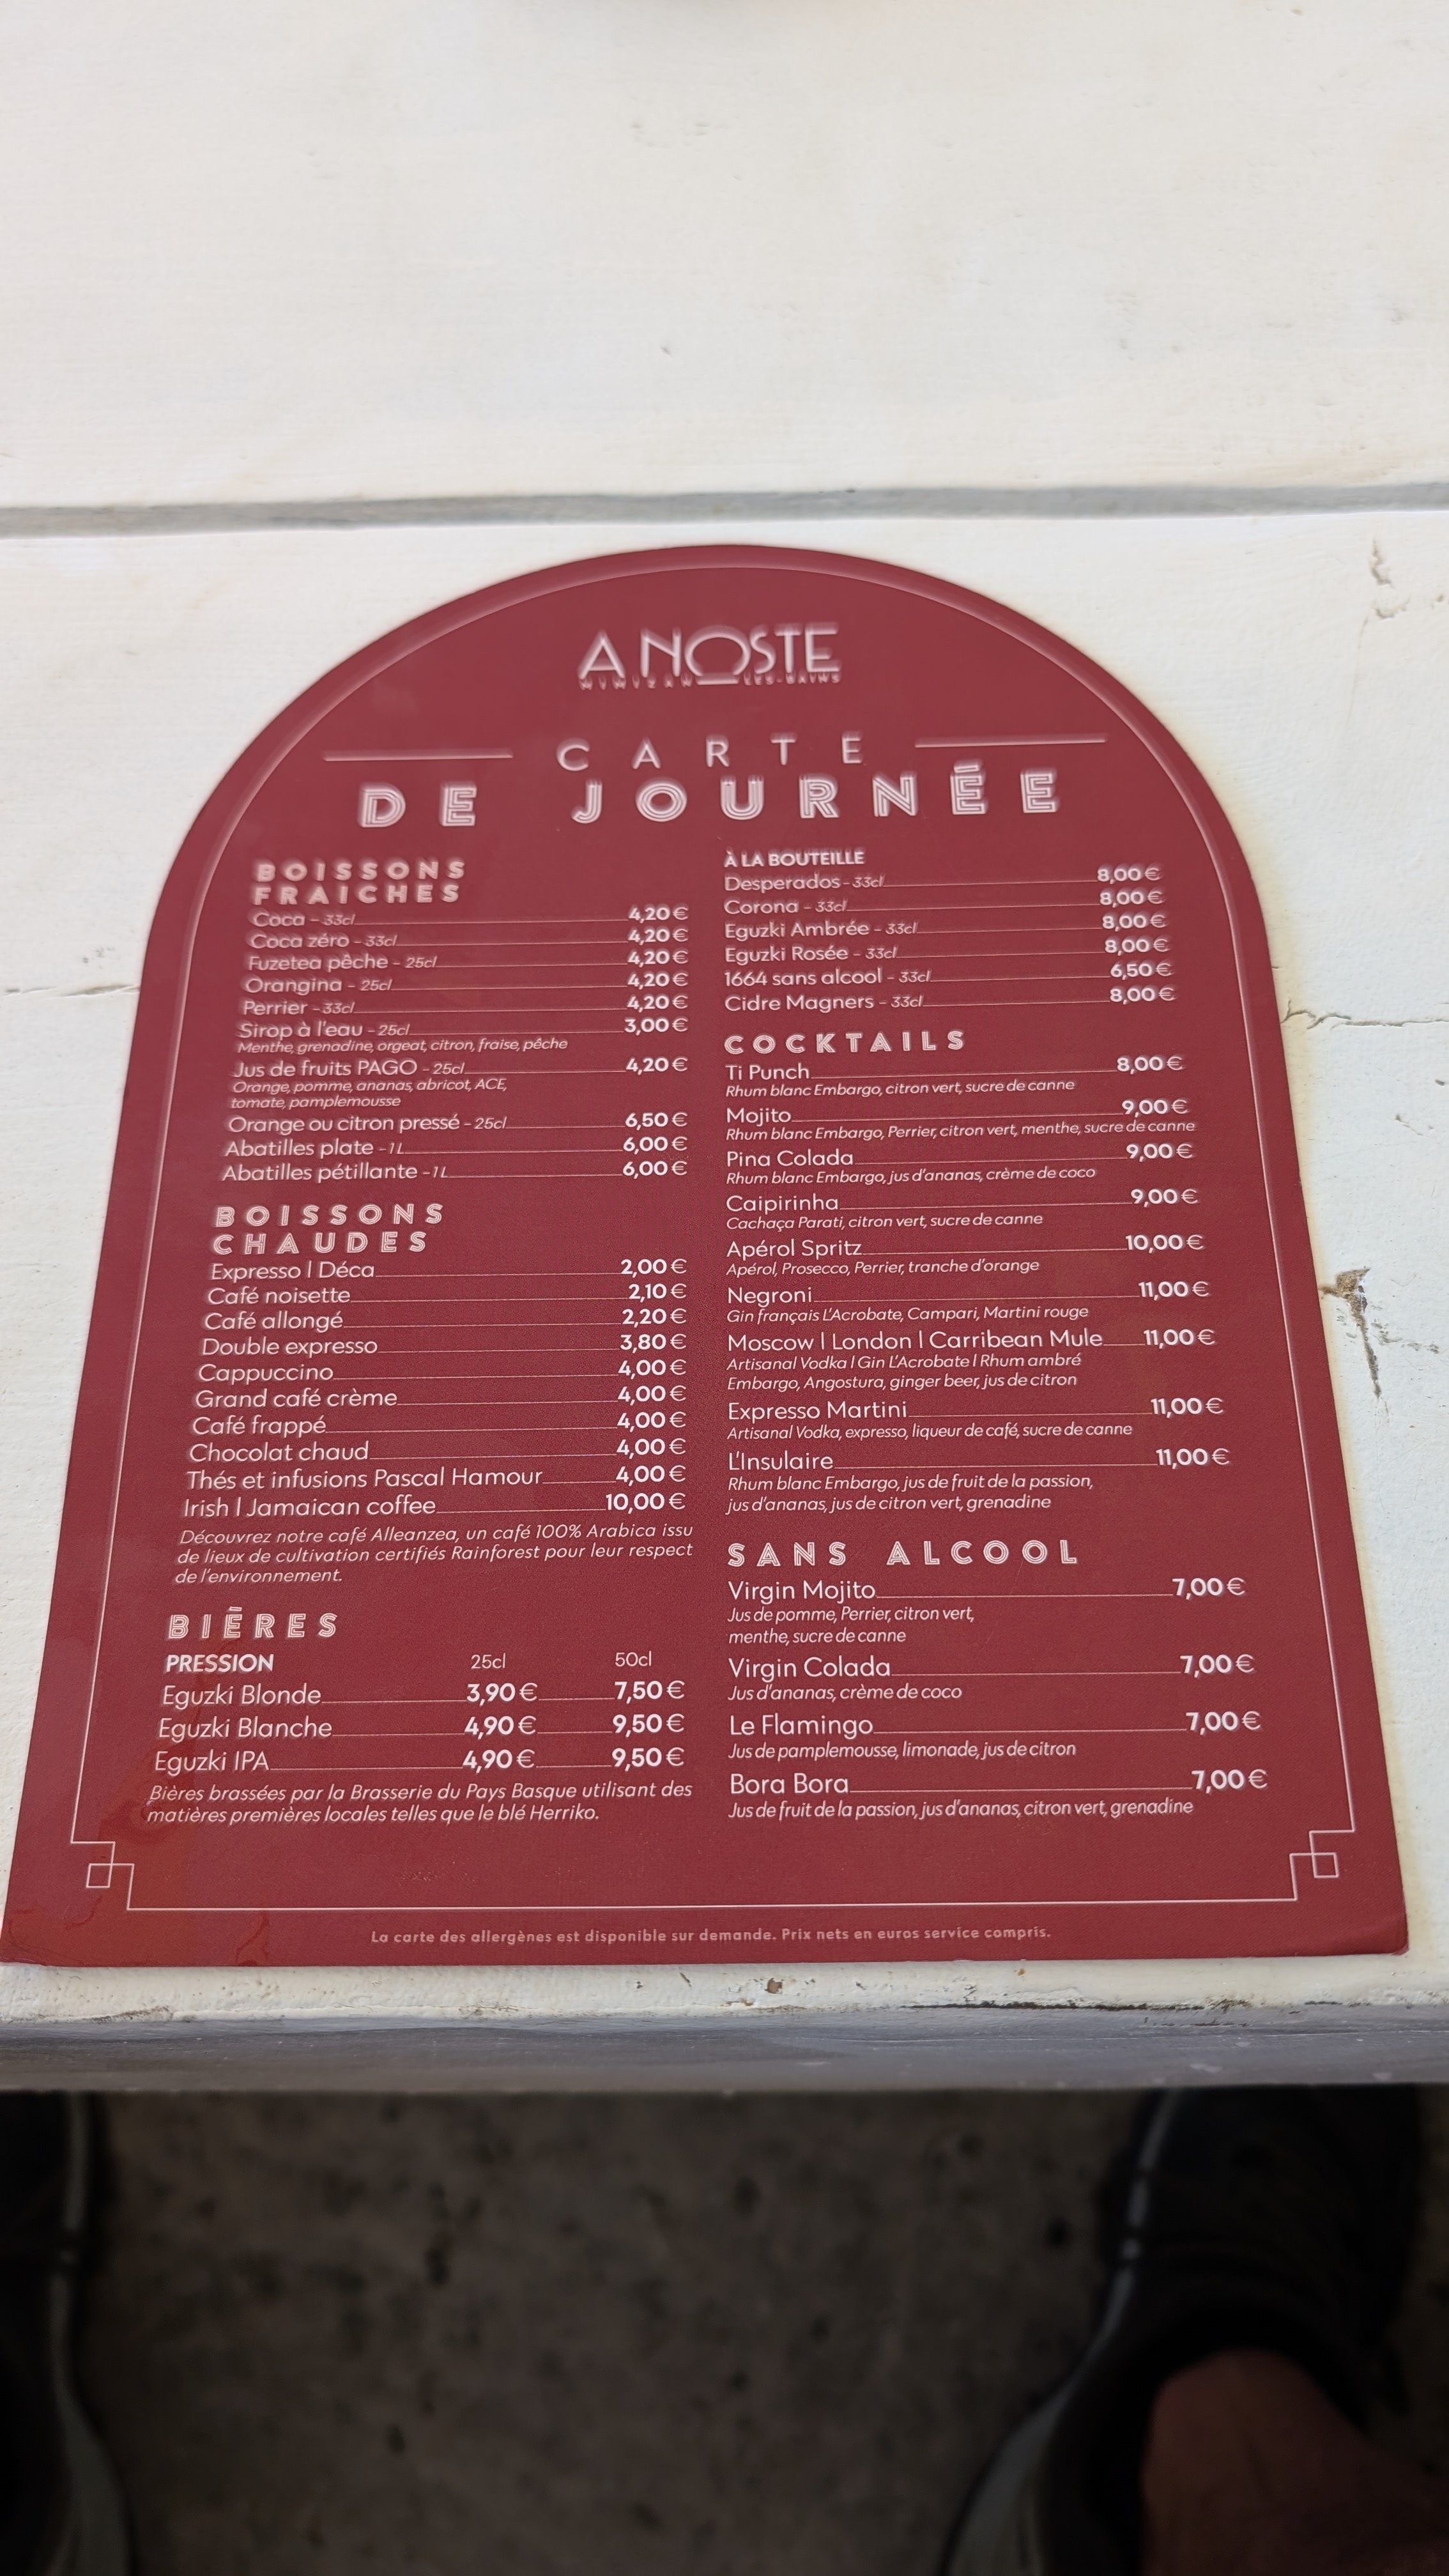 A NOSTE
MIMIZAN LES-BAINS
CARTE
DE JOURNÉE
BOISSONS
FRAICHES
Coca - 33cl 4,20 €
Coca zéro - 33cl 4,20 €
Fuzetea pêche - 25cl 4,20 €
Orangina - 25cl 4,20 €
Perrier - 33cl 4,20 €
Sirop à l'eau - 25cl 3,00 €
Menthe, grenadine, orgeat, citron, fraise, pêche
Jus de fruits PAGO - 25cl 4,20 €
Orange, pomme, ananas, abricot, ACE,
tomate, pamplemousse
Orange ou citron pressé - 25cl 6,50 €
Abatilles plate - 1L 6,00 €
Abatilles pétillante - 1L 6,00 €
BOISSONS
CHAUDES
Expresso | Déca 2,00 €
Café noisette 2,10 €
Café allongé 2,20 €
Double expresso 3,80 €
Cappuccino 4,00 €
Grand café crème 4,00 €
Café frappé 4,00 €
Chocolat chaud 4,00 €
Thés et infusions Pascal Hamour 4,00 €
Irish | Jamaican coffee 10,00 €
Découvrez notre café Alleanzea, un café 100% Arabica issu
de lieux de cultivation certifiés Rainforest pour leur respect
de l'environnement.
BIÈRES
PRESSION 25cl 50cl
Eguzki Blonde 3,90 € 7,50 €
Eguzki Blanche 4,90 € 9,50 €
Eguzki IPA 4,90 € 9,50 €
Bières brassées par la Brasserie du Pays Basque utilisant des
matières premières locales telles que le blé Herriko.
À LA BOUTEILLE
Desperados - 33cl 8,00 €
Corona - 33cl 8,00 €
Eguzki Ambrée - 33cl 8,00 €
Eguzki Rosée - 33cl 8,00 €
1664 sans alcool - 33cl 6,50 €
Cidre Magners - 33cl 8,00 €
COCKTAILS
Ti Punch 8,00 €
Rhum blanc Embargo, citron vert, sucre de canne
Mojito 9,00 €
Rhum blanc Embargo, Perrier, citron vert, menthe, sucre de canne
Pina Colada 9,00 €
Rhum blanc Embargo, jus d'ananas, crème de coco
Caipirinha 9,00 €
Cachaça Parati, citron vert, sucre de canne
Apérol Spritz 10,00 €
Apérol, Prosecco, Perrier, tranche d'orange
Negroni 11,00 €
Gin français L'Acrobate, Campari, Martini rouge
Moscow | London | Carribean Mule 11,00 €
Artisanal Vodka | Gin L'Acrobate | Rhum ambré
Embargo, Angostura, ginger beer, jus de citron
Expresso Martini 11,00 €
Artisanal Vodka, expresso, liqueur de café, sucre de canne
L'Insulaire 11,00 €
Rhum blanc Embargo, jus de fruit de la passion,
jus d'ananas, jus de citron vert, grenadine
SANS ALCOOL
Virgin Mojito 7,00 €
Jus de pomme, Perrier, citron vert,
menthe, sucre de canne
Virgin Colada 7,00 €
Jus d'ananas, crème de coco
Le Flamingo 7,00 €
Jus de pamplemousse, limonade, jus de citron
Bora Bora 7,00 €
Jus de fruit de la passion, jus d'ananas, citron vert, grenadine
La carte des allergènes est disponible sur demande. Prix nets en euros service compris.